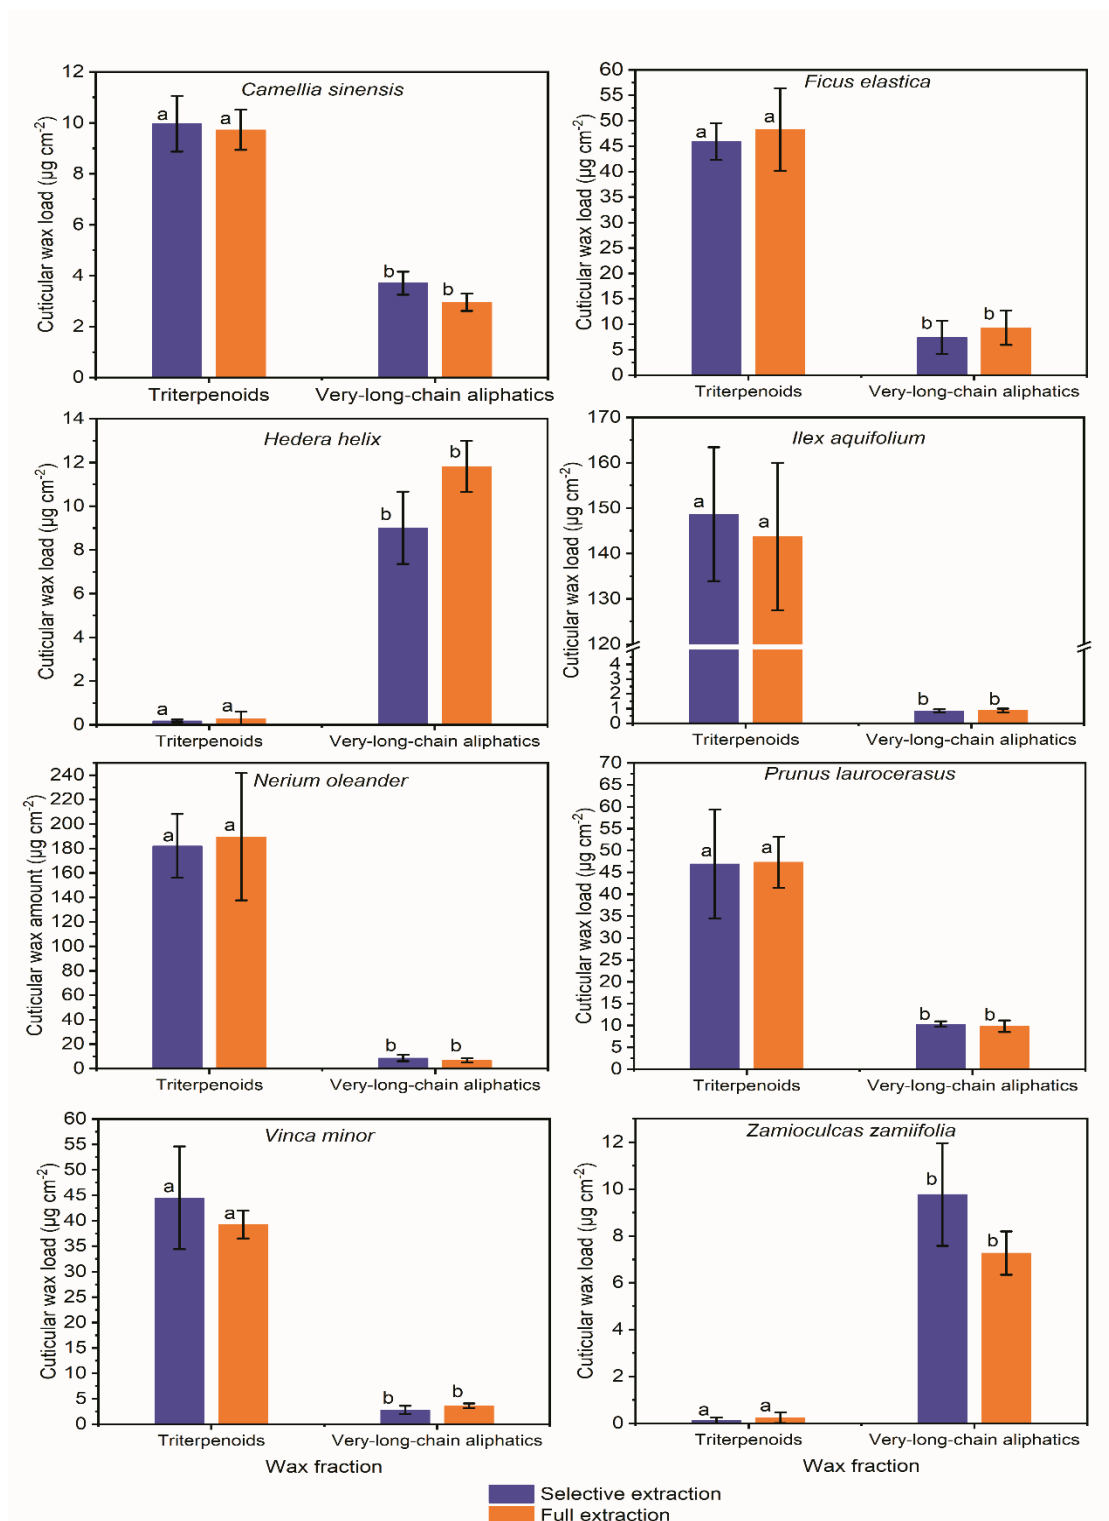 Camellia sinensis
Cuticular wax load (µg cm⁻²)
12
10
8
6
4
2
0
a
a
b
b
Triterpenoids
Very-long-chain aliphatics
Ficus elastica
Cuticular wax load (µg cm⁻²)
60
55
50
45
40
35
30
25
20
15
10
5
0
a
a
b
b
Triterpenoids
Very-long-chain aliphatics
Hedera helix
Cuticular wax load (µg cm⁻²)
14
12
10
8
6
4
2
0
a
a
b
b
Triterpenoids
Very-long-chain aliphatics
Ilex aquifolium
Cuticular wax load (µg cm⁻²)
170
160
150
140
130
120
4
3
2
1
0
a
a
b
b
Triterpenoids
Very-long-chain aliphatics
Nerium oleander
Cuticular wax amount (µg cm⁻²)
240
220
200
180
160
140
120
100
80
60
40
20
0
a
a
b
b
Triterpenoids
Very-long-chain aliphatics
Prunus laurocerasus
Cuticular wax load (µg cm⁻²)
70
65
60
55
50
45
40
35
30
25
20
15
10
5
0
a
a
b
b
Triterpenoids
Very-long-chain aliphatics
Vinca minor
Cuticular wax load (µg cm⁻²)
60
55
50
45
40
35
30
25
20
15
10
5
0
a
a
b
b
Triterpenoids
Very-long-chain aliphatics
Wax fraction
Zamioculcas zamiifolia
Cuticular wax load (µg cm⁻²)
12
10
8
6
4
2
0
a
a
b
b
Triterpenoids
Very-long-chain aliphatics
Wax fraction
Selective extraction
Full extraction